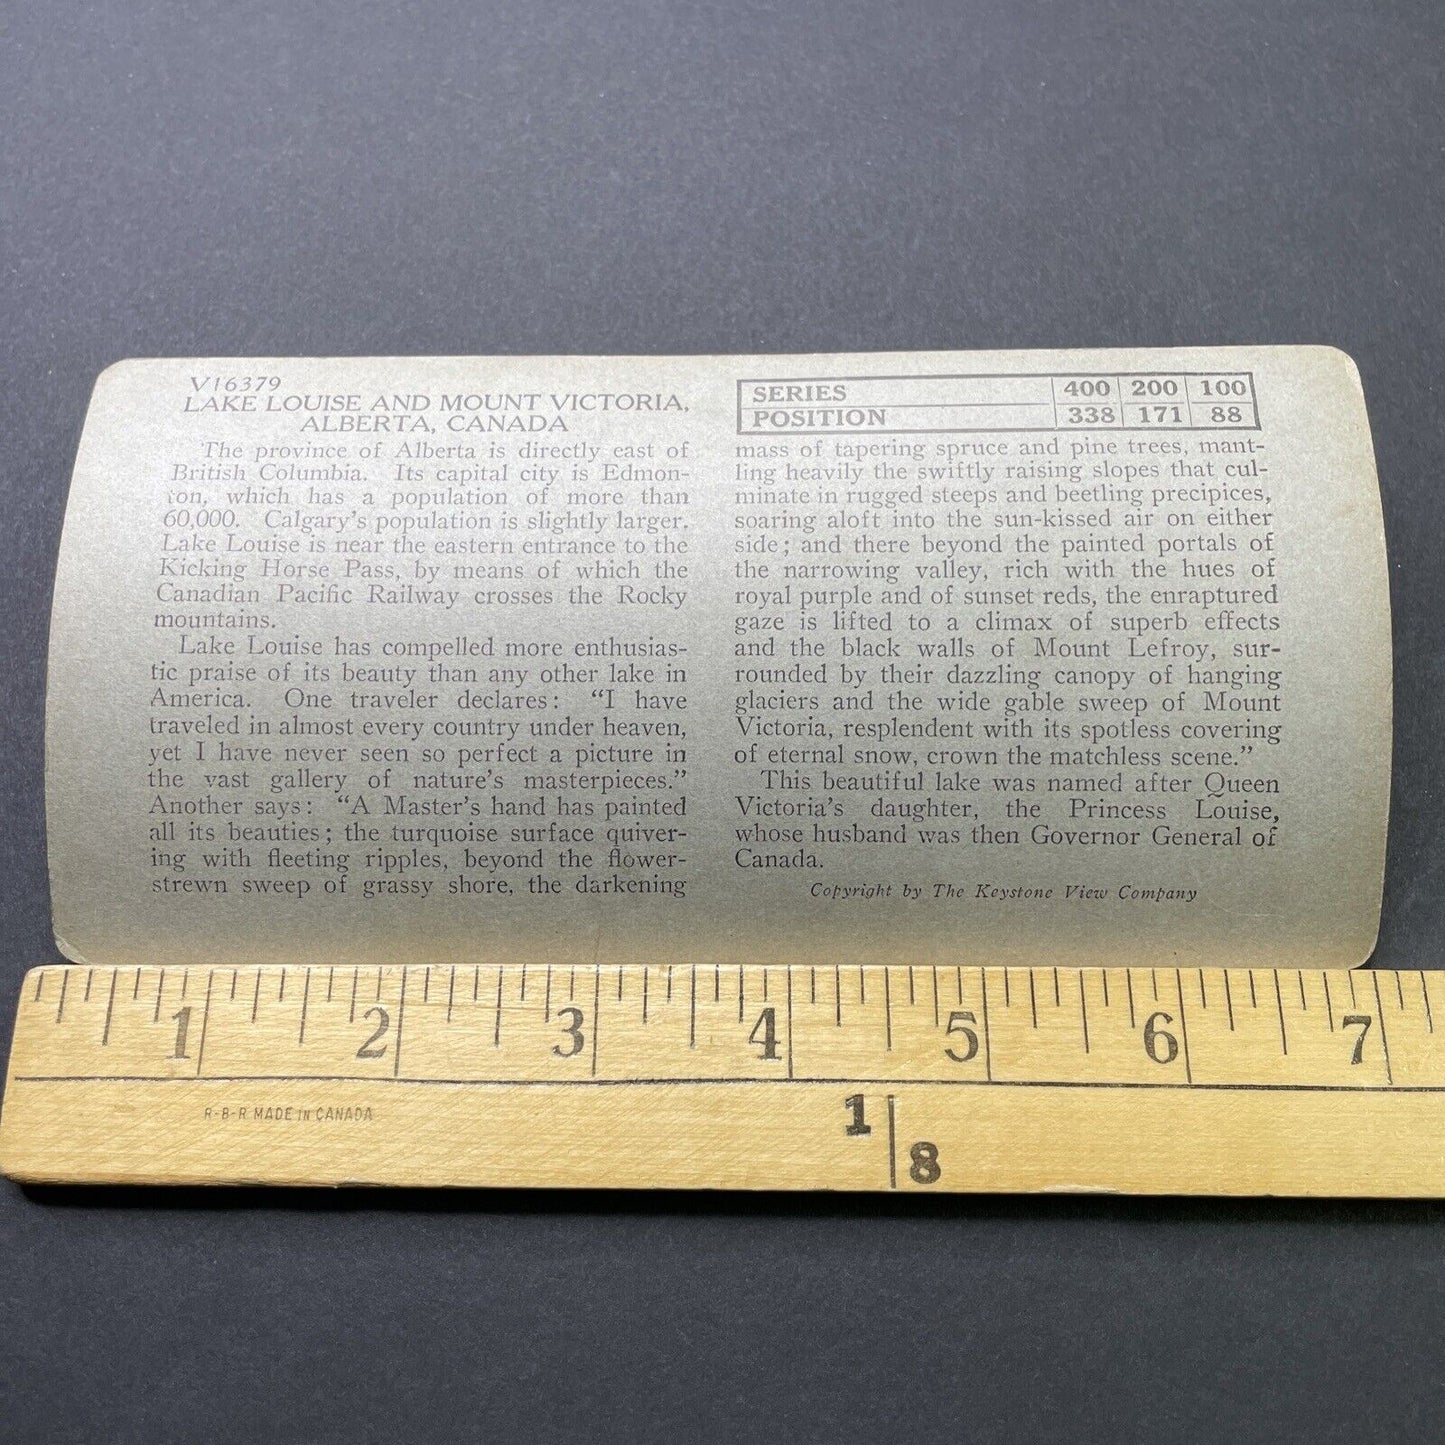 V16379
LAKE LOUISE AND MOUNT VICTORIA,
ALBERTA, CANADA
The province of Alberta is directly east of
British Columbia. Its capital city is Edmon-
ton, which has a population of more than
60,000. Calgary's population is slightly larger.
Lake Louise is near the eastern entrance to the
Kicking Horse Pass, by means of which the
Canadian Pacific Railway crosses the Rocky
mountains.
Lake Louise has compelled more enthusias-
tic praise of its beauty than any other lake in
America. One traveler declares: "I have
traveled in almost every country under heaven,
yet I have never seen so perfect a picture in
the vast gallery of nature's masterpieces."
Another says: "A Master's hand has painted
all its beauties; the turquoise surface quiver-
ing with fleeting ripples, beyond the flower-
strewn sweep of grassy shore, the darkening
SERIES 400 200 100
POSITION 338 171 88
mass of tapering spruce and pine trees, mant-
ling heavily the swiftly raising slopes that cul-
minate in rugged steeps and beetling precipices,
soaring aloft into the sun-kissed air on either
side; and there beyond the painted portals of
the narrowing valley, rich with the hues of
royal purple and of sunset reds, the enraptured
gaze is lifted to a climax of superb effects
and the black walls of Mount Lefroy, sur-
rounded by their dazzling canopy of hanging
glaciers and the wide gable sweep of Mount
Victoria, resplendent with its spotless covering
of eternal snow, crown the matchless scene."
This beautiful lake was named after Queen
Victoria's daughter, the Princess Louise,
whose husband was then Governor General of
Canada.
Copyright by The Keystone View Company
1 2 3 4 5 6 7
R-B-R MADE IN CANADA
1
8